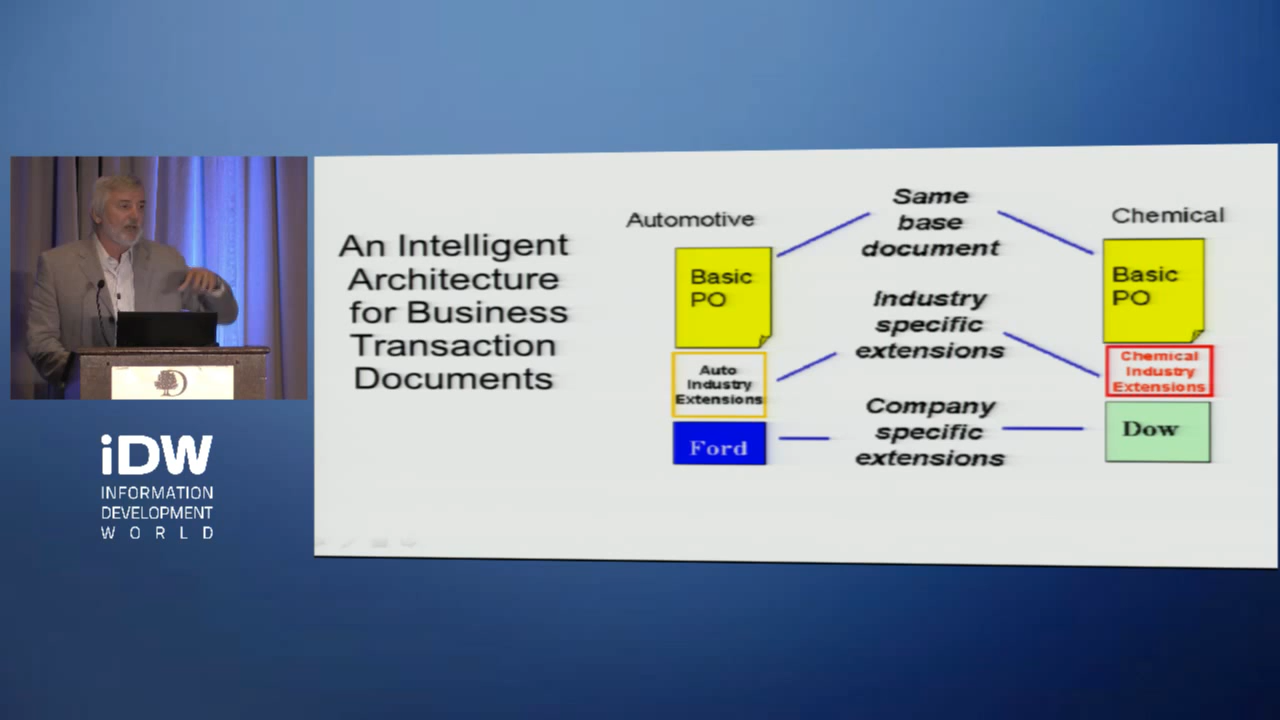 An Intelligent
Architecture
for Business
Transaction
Documents
Automotive
Basic
PO
Auto
Industry
Extensions
Ford
Same
base
document
Industry
specific
extensions
Company
specific
extensions
Chemical
Basic
PO
Chemical
Industry
Extensions
Dow
iDW
INFORMATION
DEVELOPMENT
WORLD
D